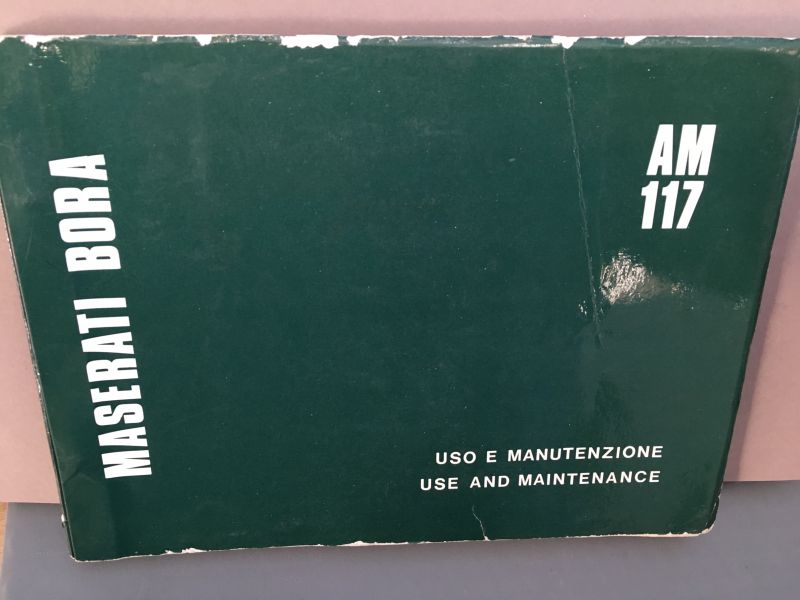 MASERATI BORA
AM
117
USO E MANUTENZIONE
USE AND MAINTENANCE